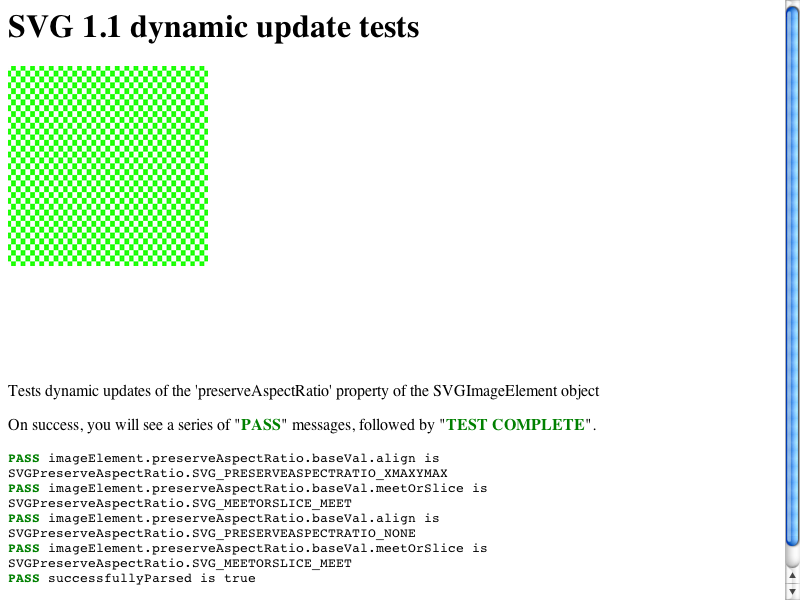 SVG 1.1 dynamic update tests
Tests dynamic updates of the 'preserveAspectRatio' property of the SVGImageElement object
On success, you will see a series of "PASS" messages, followed by "TEST COMPLETE".
PASS imageElement.preserveAspectRatio.baseVal.align is
SVGPreserveAspectRatio.SVG_PRESERVEASPECTRATIO_XMAXYMAX
PASS imageElement.preserveAspectRatio.baseVal.meetOrSlice is
SVGPreserveAspectRatio.SVG_MEETORSLICE_MEET
PASS imageElement.preserveAspectRatio.baseVal.align is
SVGPreserveAspectRatio.SVG_PRESERVEASPECTRATIO_NONE
PASS imageElement.preserveAspectRatio.baseVal.meetOrSlice is
SVGPreserveAspectRatio.SVG_MEETORSLICE_MEET
PASS successfullyParsed is true